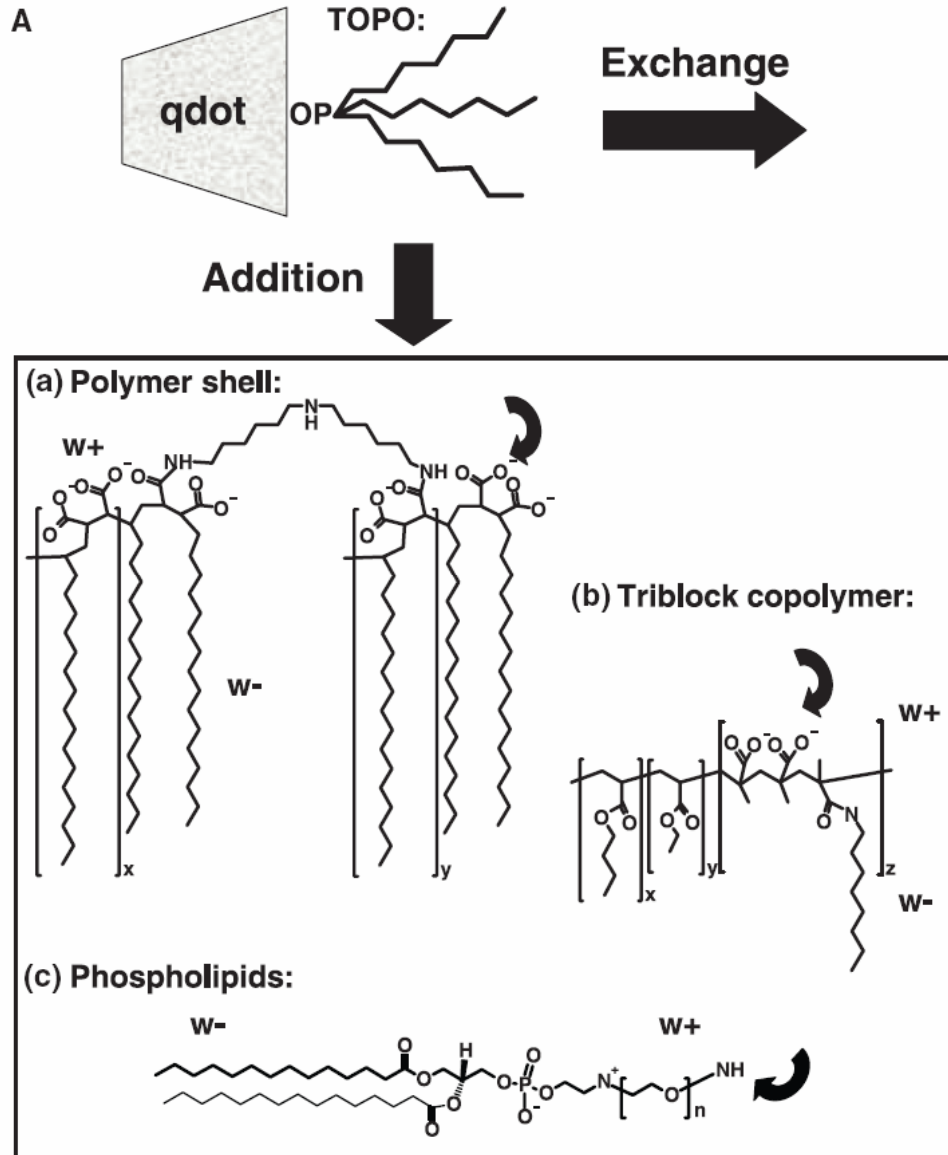 A
TOPO:
qdot
OP
Exchange
Addition
(a) Polymer shell:
N
H
w+
NH
NH
O
O-
O
O-
O
O
O-
O
O
O-
O
O
O-
O
O-
O
x
y
w-
(b) Triblock copolymer:
w+
O
O-
O
O-
O
O
O
O
O
N
x
y
z
w-
(c) Phospholipids:
w-
w+
O
H
O
O
O
O
P
O
O-
N+
O
n
NH
O